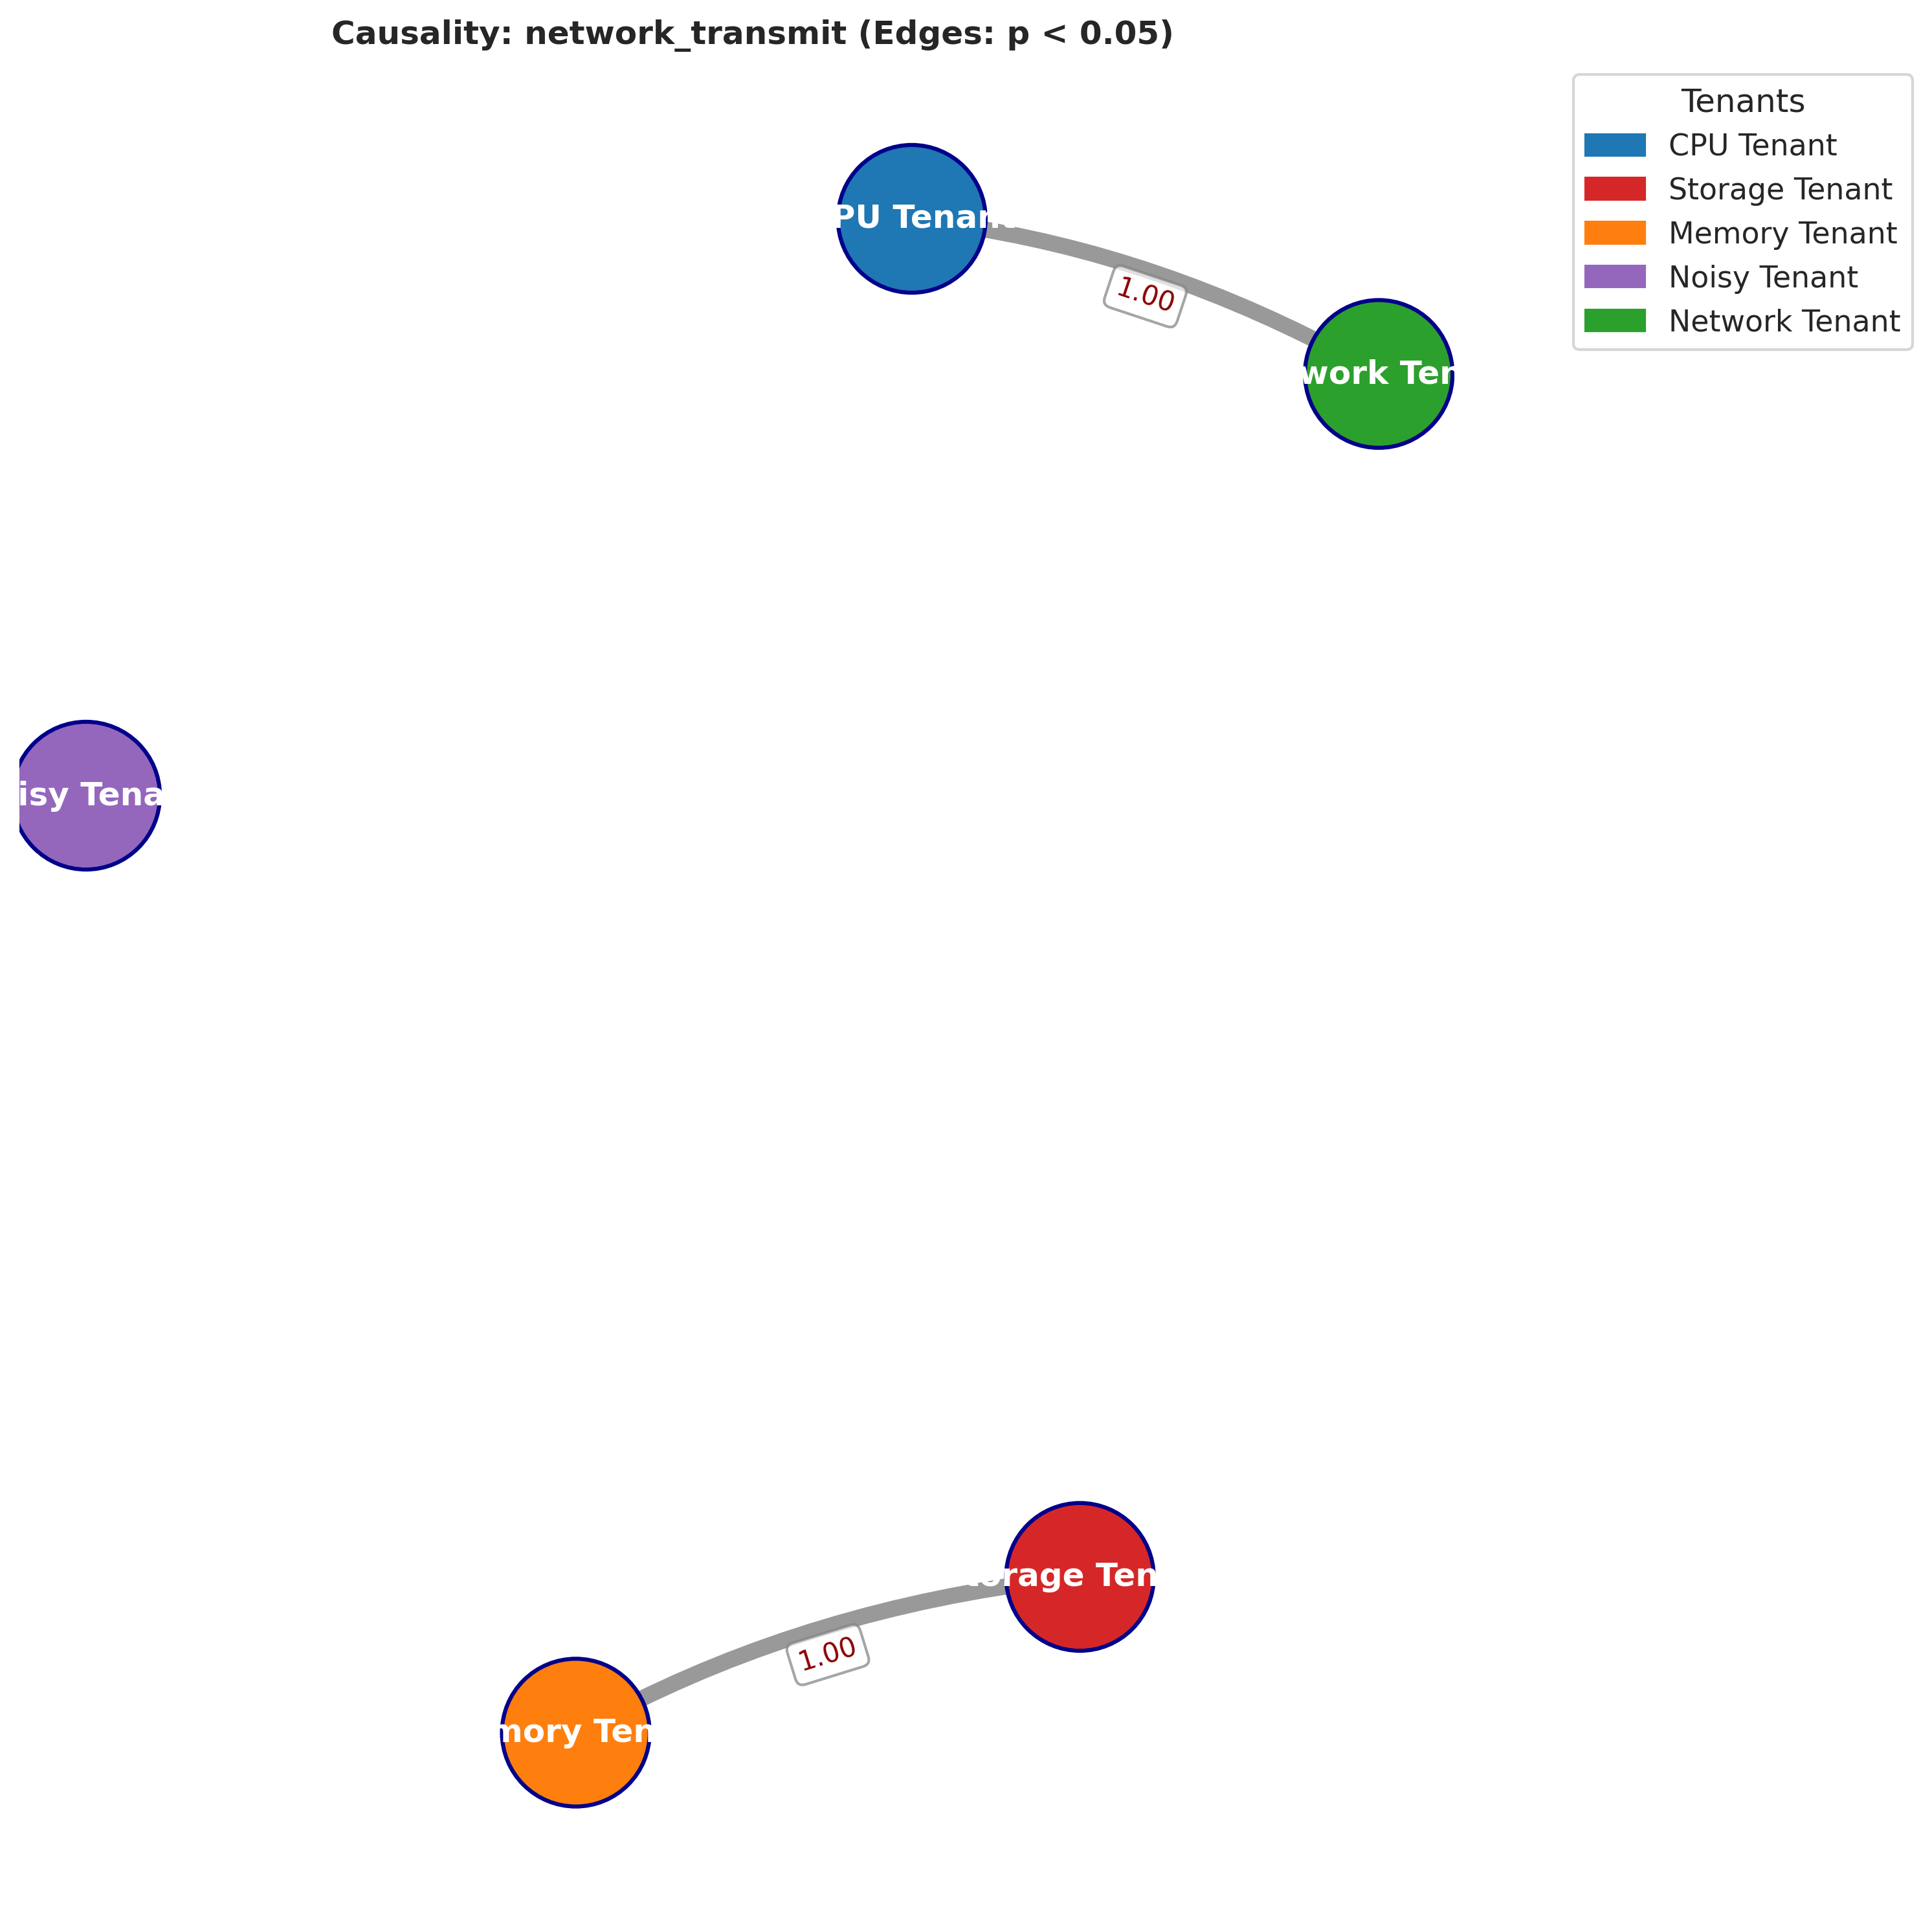 Causality: network_transmit (Edges: p < 0.05)
Tenants
CPU Tenant
Storage Tenant
Memory Tenant
Noisy Tenant
Network Tenant
PU Tenan
1.00
work Ten
isy Tena
orage Ten
1.00
mory Ten